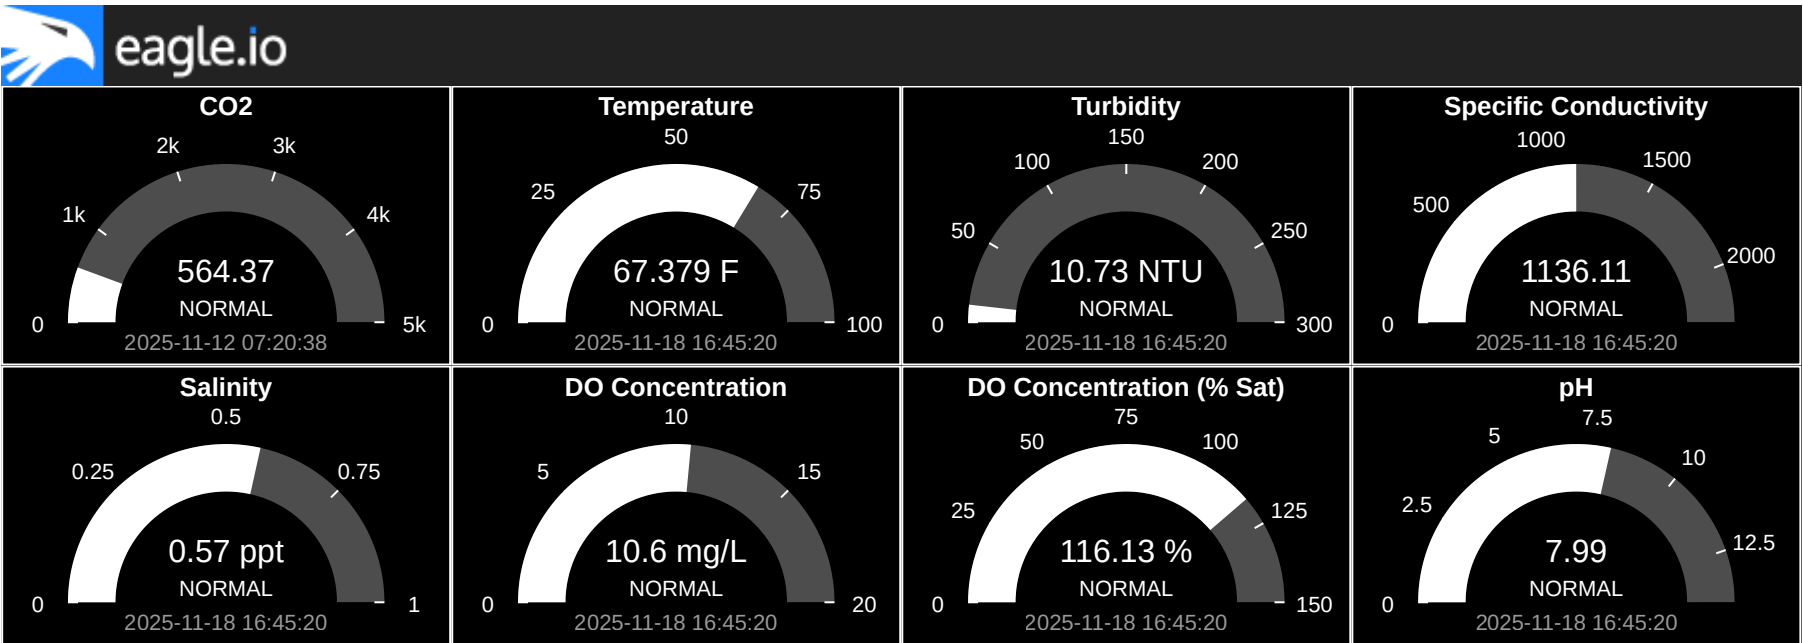 eagle.io
CO2
0
1k
2k
3k
4k
5k
564.37
NORMAL
2025-11-12 07:20:38
Temperature
0
25
50
75
100
67.379 F
NORMAL
2025-11-18 16:45:20
Turbidity
0
50
100
150
200
250
300
10.73 NTU
NORMAL
2025-11-18 16:45:20
Specific Conductivity
0
500
1000
1500
2000
1136.11
NORMAL
2025-11-18 16:45:20
Salinity
0
0.25
0.5
0.75
1
0.57 ppt
NORMAL
2025-11-18 16:45:20
DO Concentration
0
5
10
15
20
10.6 mg/L
NORMAL
2025-11-18 16:45:20
DO Concentration (% Sat)
0
25
50
75
100
125
150
116.13 %
NORMAL
2025-11-18 16:45:20
pH
0
2.5
5
7.5
10
12.5
7.99
NORMAL
2025-11-18 16:45:20